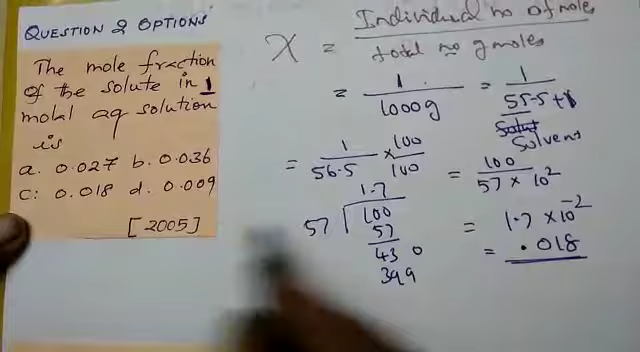 QUESTION 2 OPTIONS
The mole fraction
of the solute in 1
molal aq solution
is
a. 0.027 b. 0.036
c: 0.018 d. 0.009
[2005]
X = Individual no of moles
total no of moles
= 1 / 1000g = 1 / 55.5 + 1
Solvent
= 1 / 56.5 × 100 / 100 = 100 / 57 × 10²
1.7
57 100
57
430
399
= 1.7 × 10⁻²
= .018